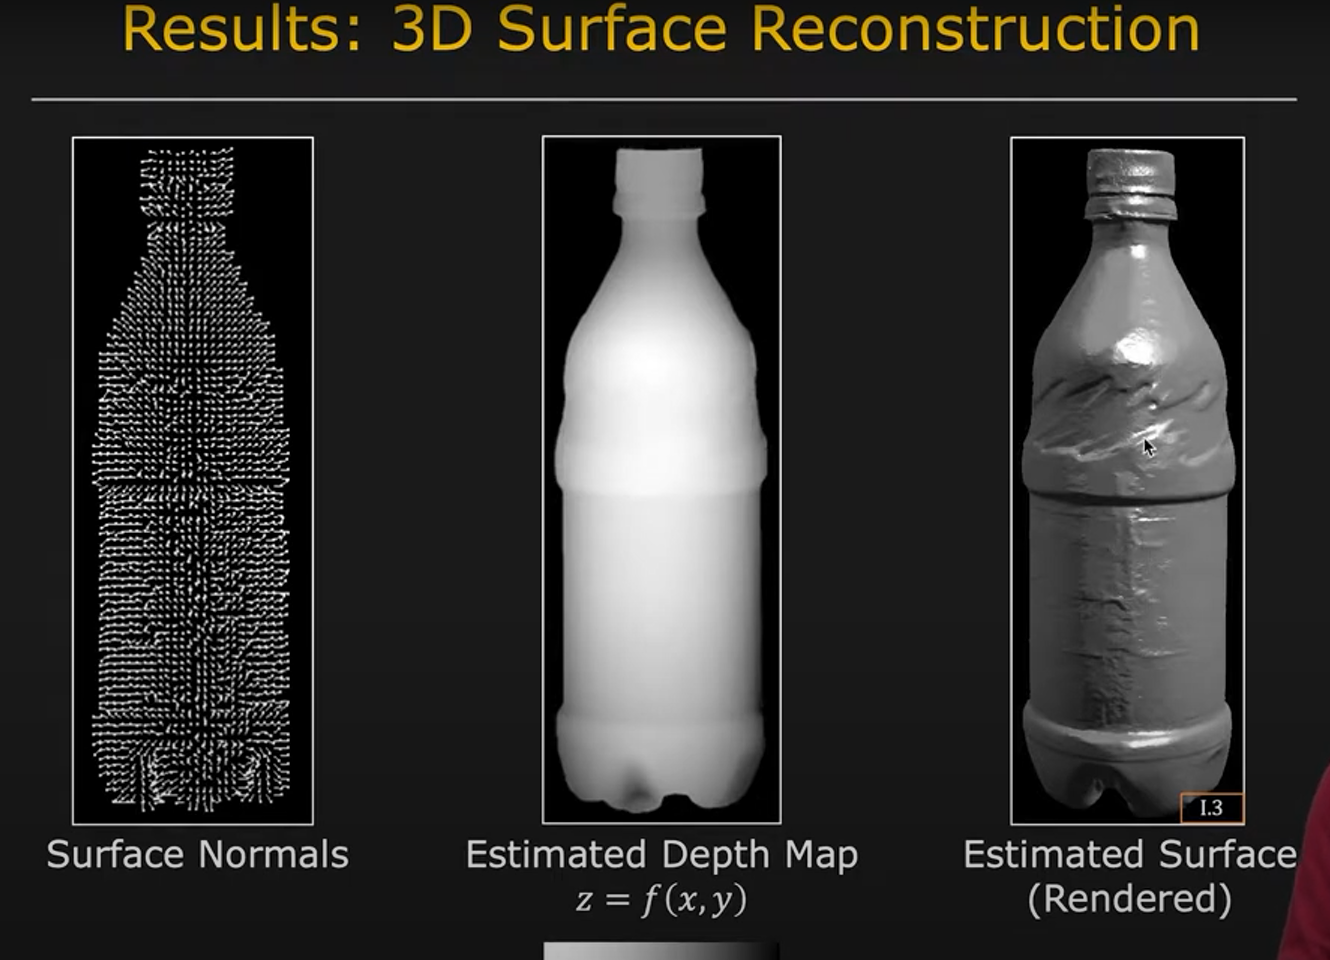 Results: 3D Surface Reconstruction
I.3
Surface Normals
Estimated Depth Map
z = f(x,y)
Estimated Surface
(Rendered)